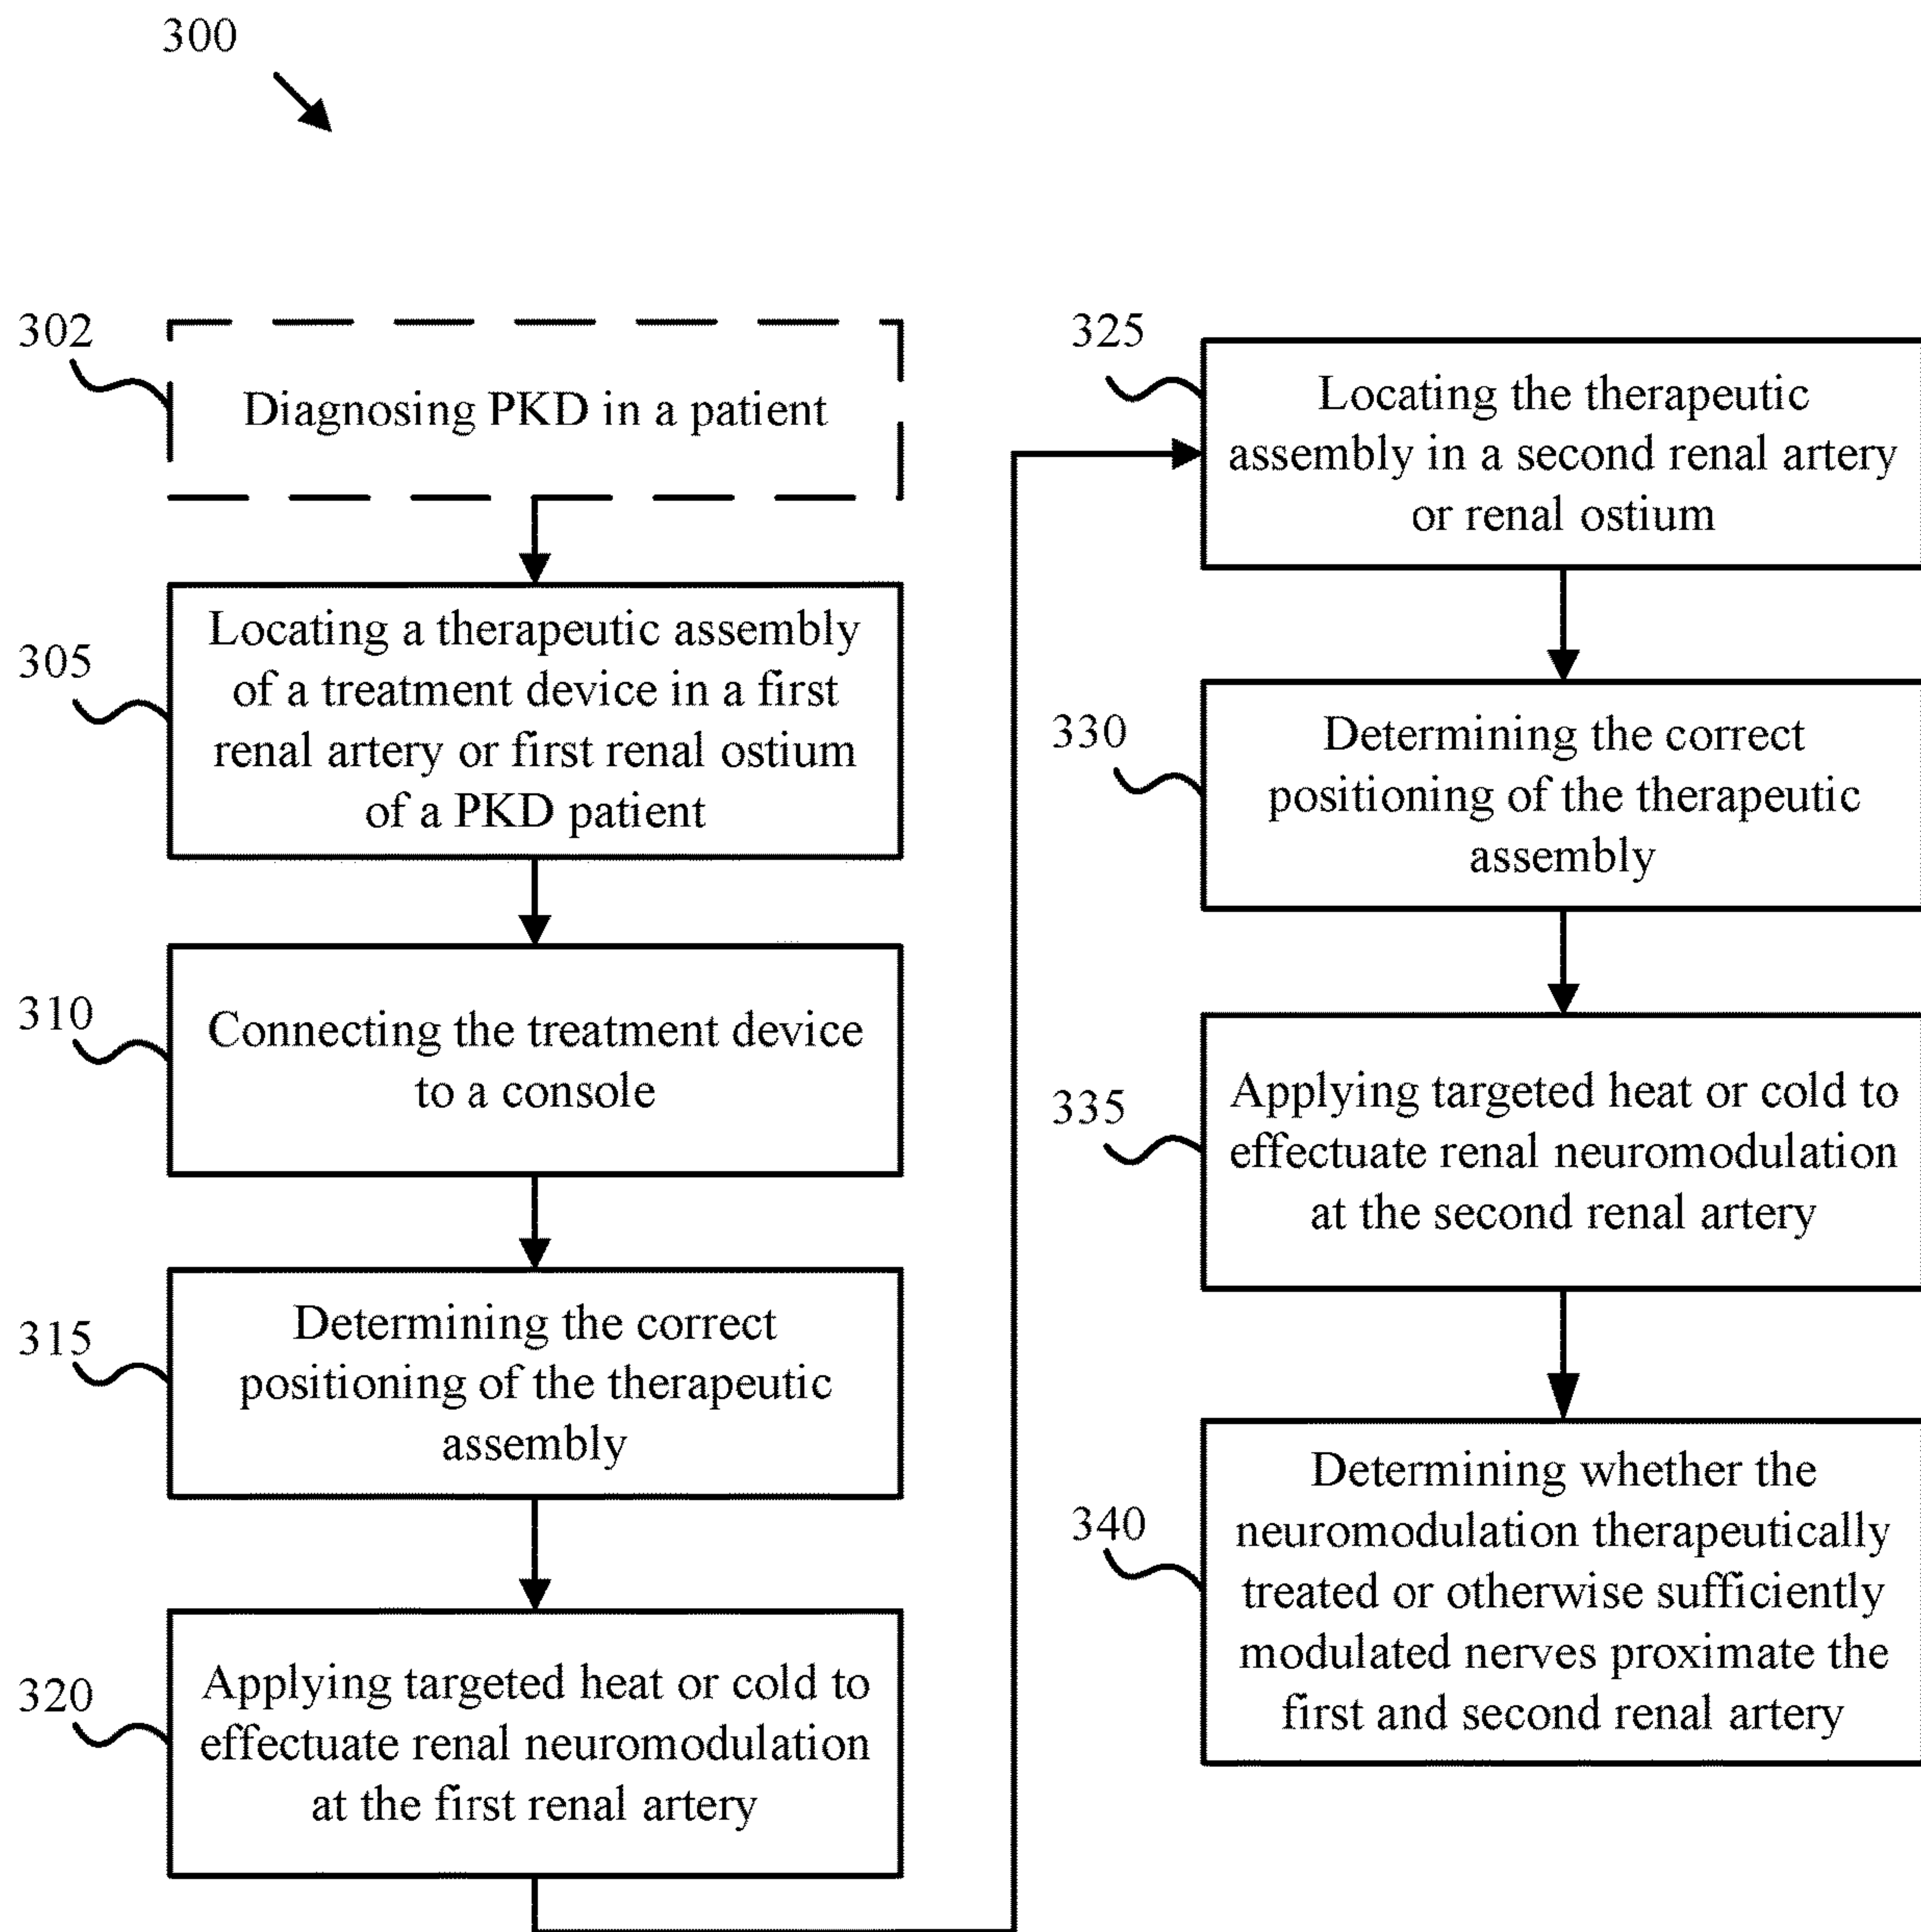 300
302
Diagnosing PKD in a patient
305
Locating a therapeutic assembly
of a treatment device in a first
renal artery or first renal ostium
of a PKD patient
310
Connecting the treatment device
to a console
315
Determining the correct
positioning of the therapeutic
assembly
320
Applying targeted heat or cold to
effectuate renal neuromodulation
at the first renal artery
325
Locating the therapeutic
assembly in a second renal artery
or renal ostium
330
Determining the correct
positioning of the therapeutic
assembly
335
Applying targeted heat or cold to
effectuate renal neuromodulation
at the second renal artery
340
Determining whether the
neuromodulation therapeutically
treated or otherwise sufficiently
modulated nerves proximate the
first and second renal artery